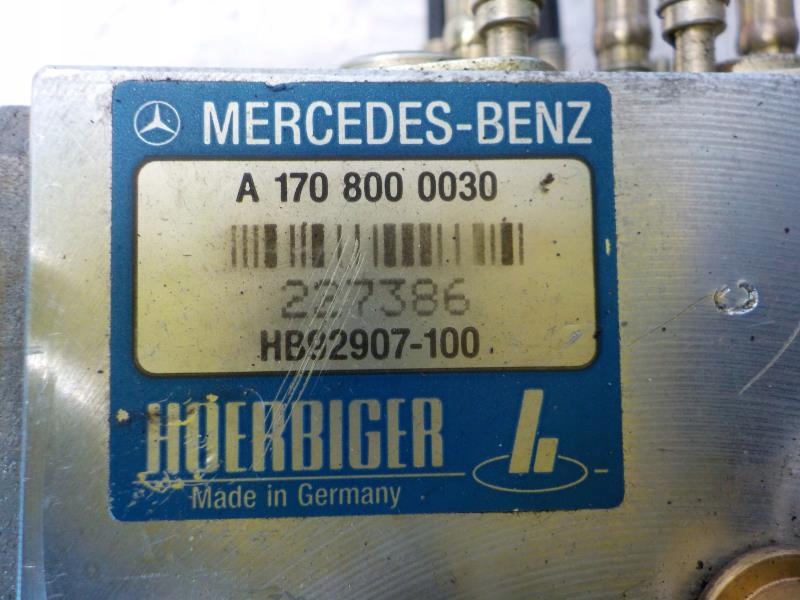 MERCEDES-BENZ
A 170 800 0030
227386
HB92907-100
HOERBIGER
Made in Germany